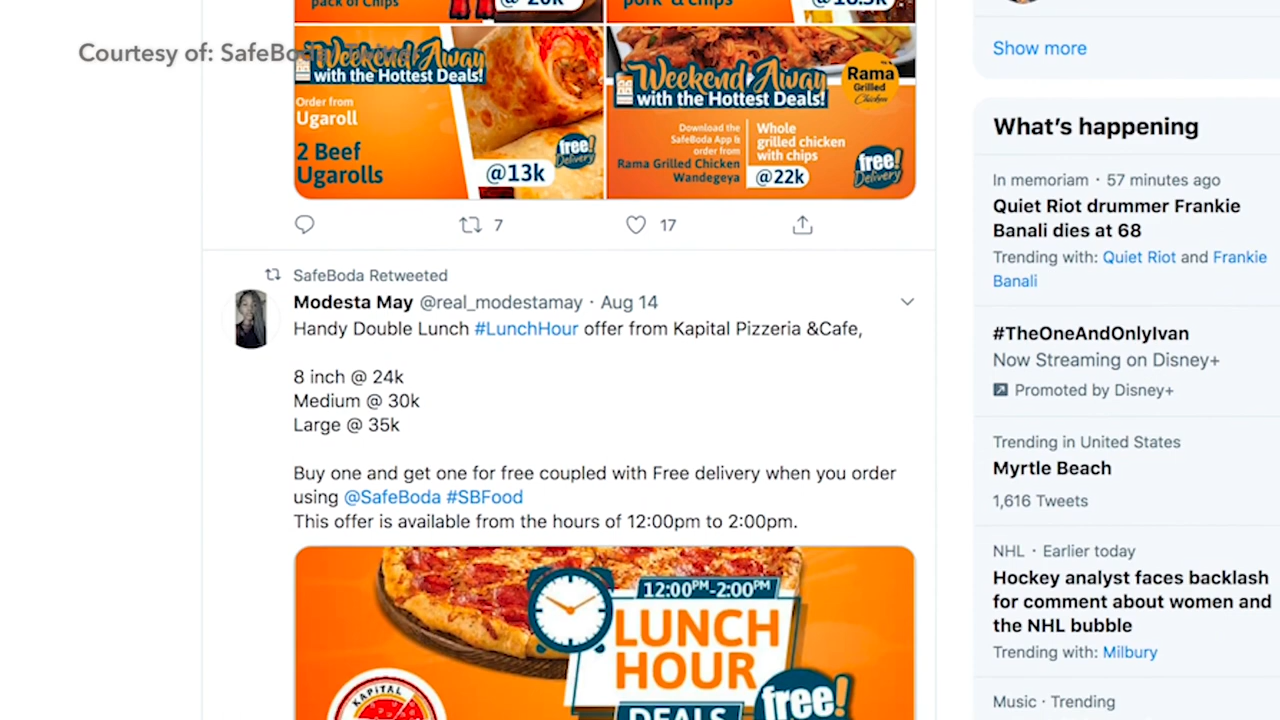 pack of Chips
@ 20k
pork & chips
@18.5k
Courtesy of: SafeBoda Twitter
Weekend Away
with the Hottest Deals!
Order from
Ugaroll
2 Beef
Ugarolls
@13k
free!
Delivery
Weekend Away
with the Hottest Deals!
Rama
Grilled
Chicken
Download the
SafeBoda App &
order from
Rama Grilled Chicken
Wandegeya
Whole
grilled chicken
with chips
@22k
free!
Delivery
7
17
SafeBoda Retweeted
Modesta May @real_modestamay · Aug 14
Handy Double Lunch #LunchHour offer from Kapital Pizzeria &Cafe,
8 inch @ 24k
Medium @ 30k
Large @ 35k
Buy one and get one for free coupled with Free delivery when you order
using @SafeBoda #SBFood
This offer is available from the hours of 12:00pm to 2:00pm.
12:00PM-2:00PM
LUNCH
HOUR
DEALS
free!
KAPITAL
Show more
What's happening
In memoriam · 57 minutes ago
Quiet Riot drummer Frankie
Banali dies at 68
Trending with: Quiet Riot and Frankie
Banali
#TheOneAndOnlyIvan
Now Streaming on Disney+
Promoted by Disney+
Trending in United States
Myrtle Beach
1,616 Tweets
NHL · Earlier today
Hockey analyst faces backlash
for comment about women and
the NHL bubble
Trending with: Milbury
Music · Trending